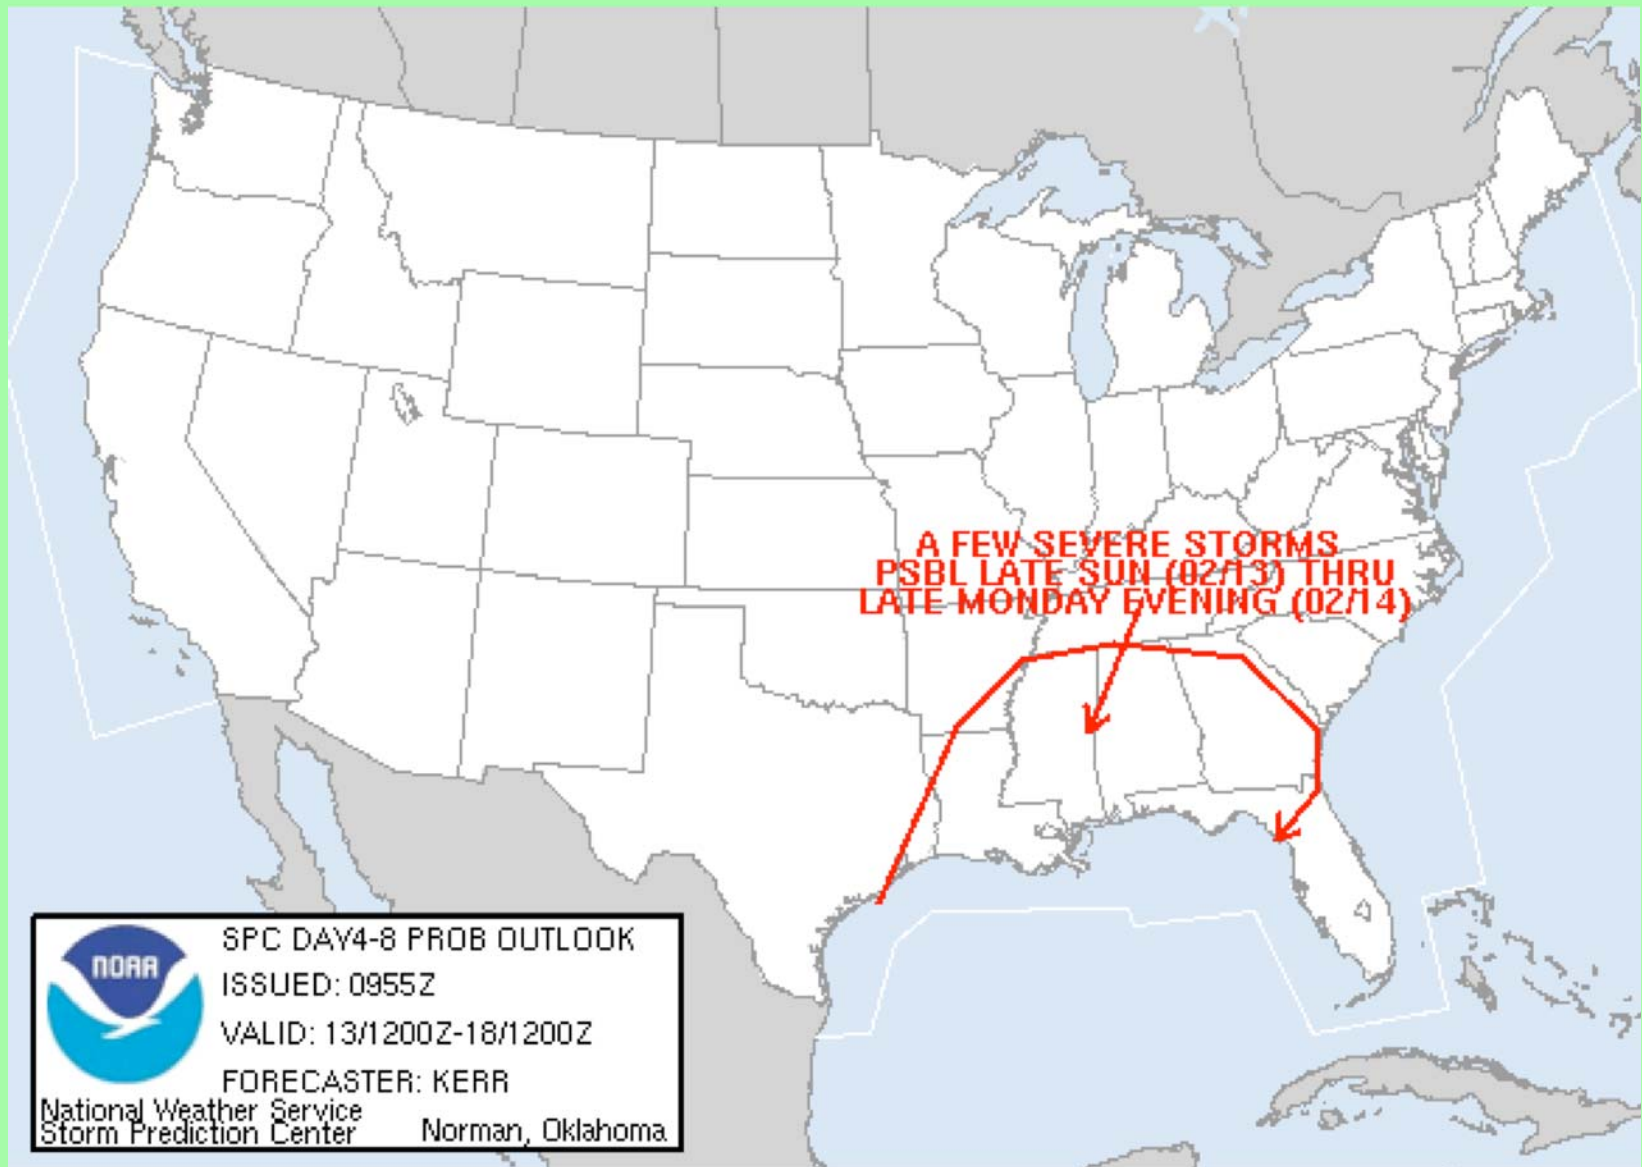 A FEW SEVERE STORMS
PSBL LATE SUN (02/13) THRU
LATE MONDAY EVENING (02/14)
NOAA
SPC DAY4-8 PROB OUTLOOK
ISSUED: 0955Z
VALID: 13/1200Z-18/1200Z
FORECASTER: KERR
National Weather Service
Storm Prediction Center Norman, Oklahoma